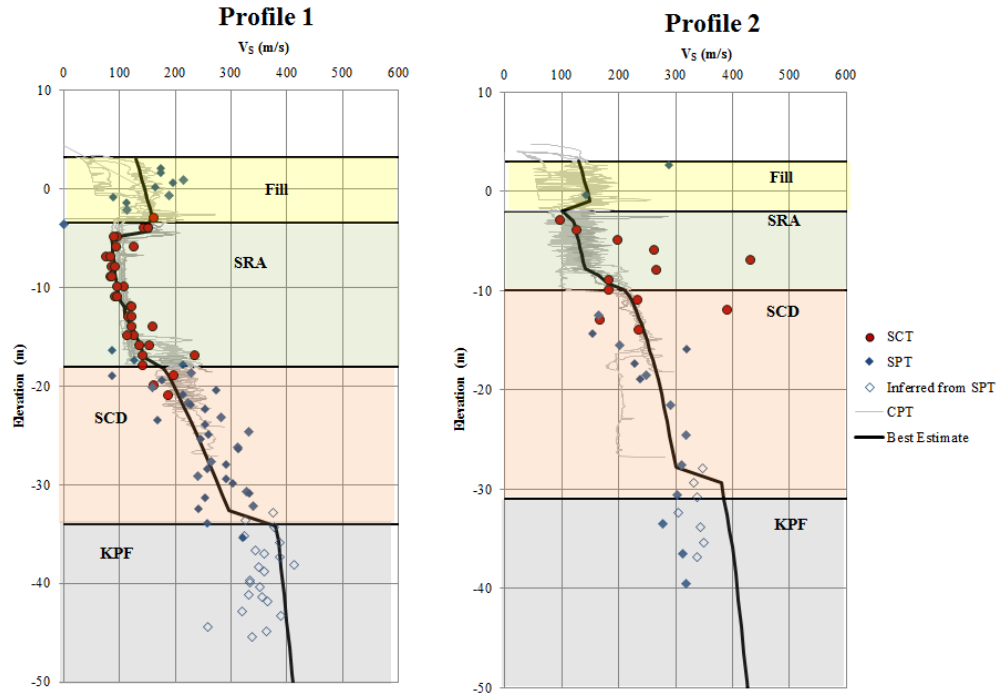 Profile 1
V_S (m/s)
0 100 200 300 400 500 600
10
0
-10
-20
-30
-40
-50
Elevation (m)
Fill
SRA
SCD
KPF
Profile 2
V_S (m/s)
0 100 200 300 400 500 600
10
0
-10
-20
-30
-40
-50
Elevation (m)
Fill
SRA
SCD
KPF
SCT
SPT
Inferred from SPT
CPT
Best Estimate